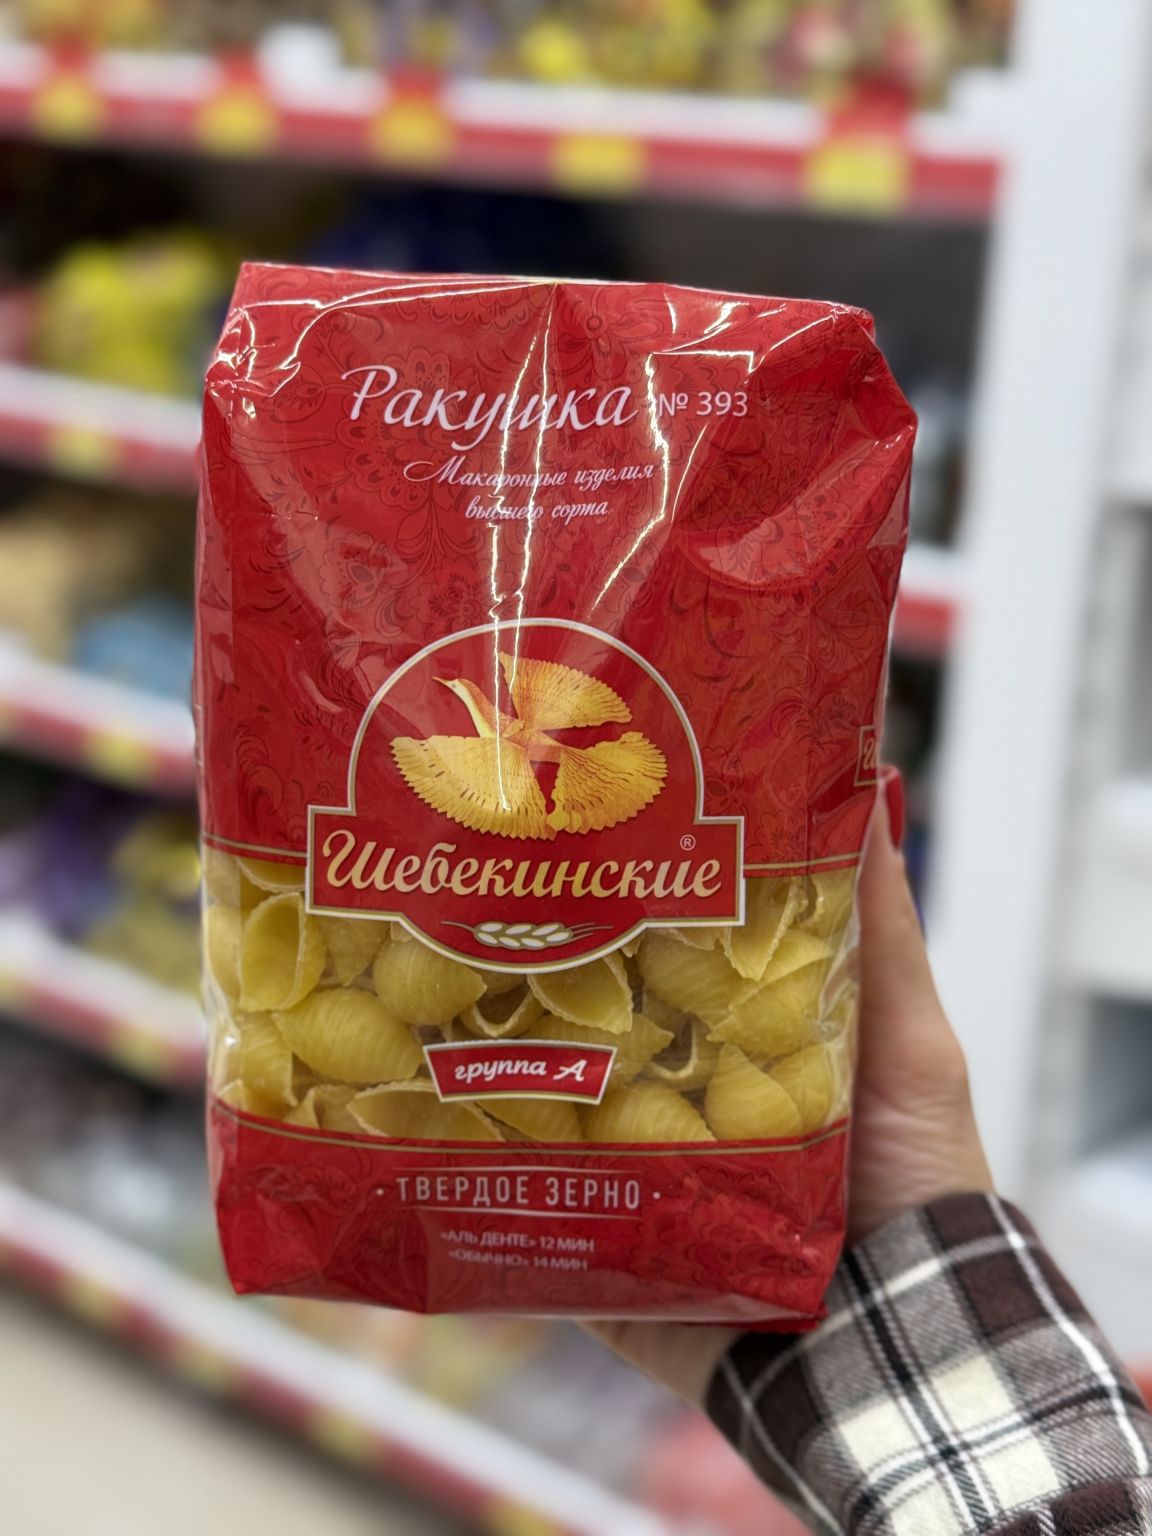 Ракушка № 393
Макаронные изделия
высшего сорта
Шебекинские ®
группа А
• ТВЕРДОЕ ЗЕРНО •
«АЛЬ ДЕНТЕ» 12 МИН
«ОБЫЧНО» 14 МИН